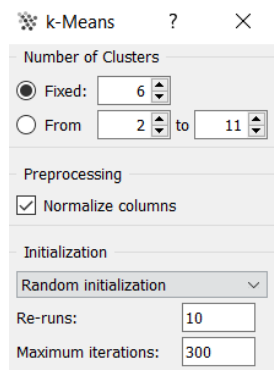 k-Means ?
Number of Clusters
Fixed: 6
From 2 to 11
Preprocessing
Normalize columns
Initialization
Random initialization
Re-runs: 10
Maximum iterations: 300